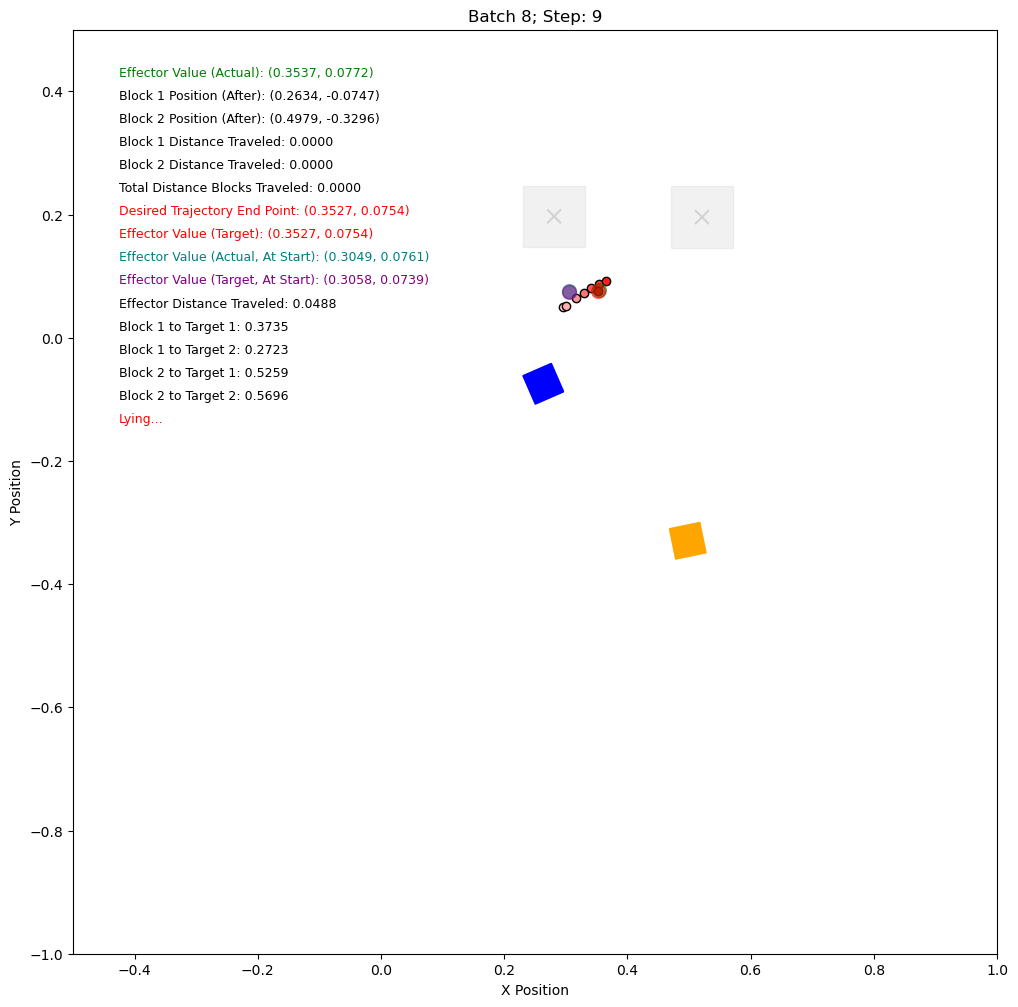 Batch 8; Step: 9
Effector Value (Actual): (0.3537, 0.0772)
Block 1 Position (After): (0.2634, -0.0747)
Block 2 Position (After): (0.4979, -0.3296)
Block 1 Distance Traveled: 0.0000
Block 2 Distance Traveled: 0.0000
Total Distance Blocks Traveled: 0.0000
Desired Trajectory End Point: (0.3527, 0.0754)
Effector Value (Target): (0.3527, 0.0754)
Effector Value (Actual, At Start): (0.3049, 0.0761)
Effector Value (Target, At Start): (0.3058, 0.0739)
Effector Distance Traveled: 0.0488
Block 1 to Target 1: 0.3735
Block 1 to Target 2: 0.2723
Block 2 to Target 1: 0.5259
Block 2 to Target 2: 0.5696
Lying...
0.4
0.2
0.0
−0.2
−0.4
−0.6
−0.8
−1.0
Y Position
−0.4
−0.2
0.0
0.2
0.4
0.6
0.8
1.0
X Position